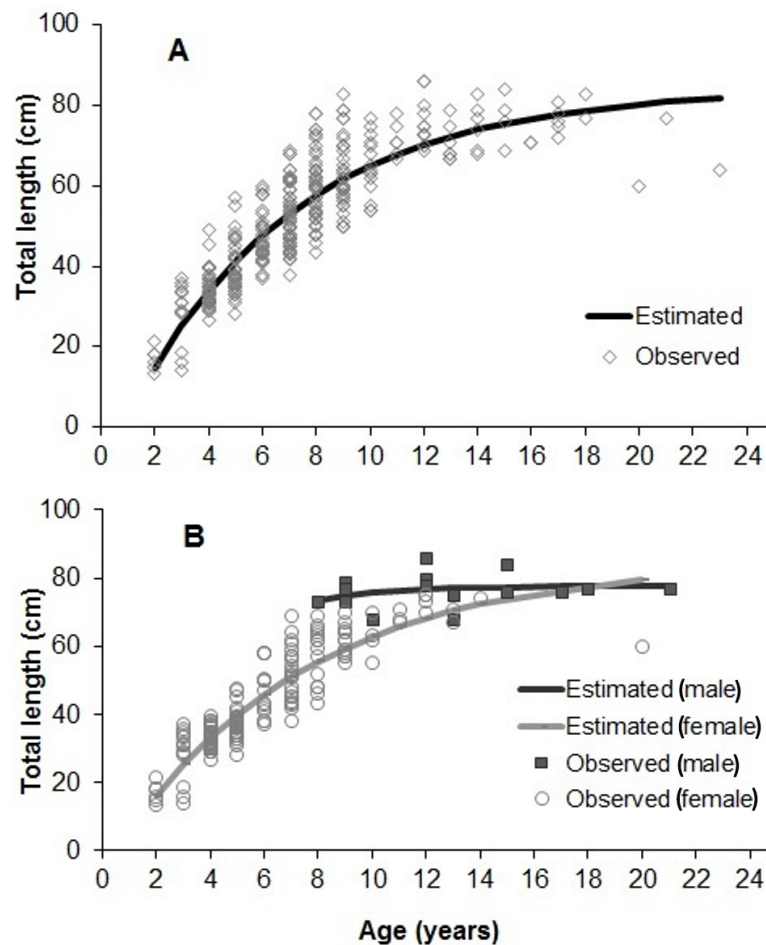 A
Total length (cm)
100
80
60
40
20
0
Estimated
Observed
0 2 4 6 8 10 12 14 16 18 20 22 24
B
Total length (cm)
100
80
60
40
20
0
Estimated (male)
Estimated (female)
Observed (male)
Observed (female)
0 2 4 6 8 10 12 14 16 18 20 22 24
Age (years)